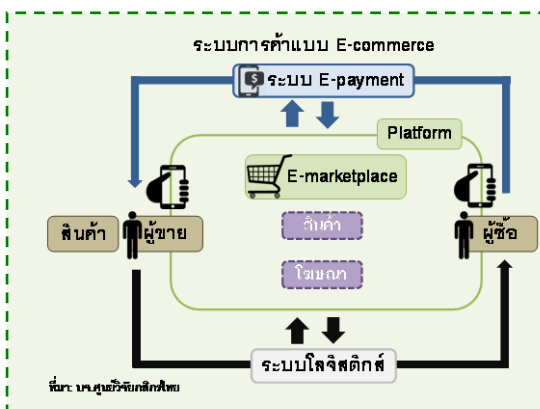 ระบบการค้าแบบ E-commerce
$ ระบบ E-payment
Platform
E-marketplace
สินค้า ผู้ขาย
สินค้า
ผู้ซื้อ
โฆษณา
ระบบโลจิสติกส์
ที่มา: บจ.ศูนย์วิจัยกสิกรไทย